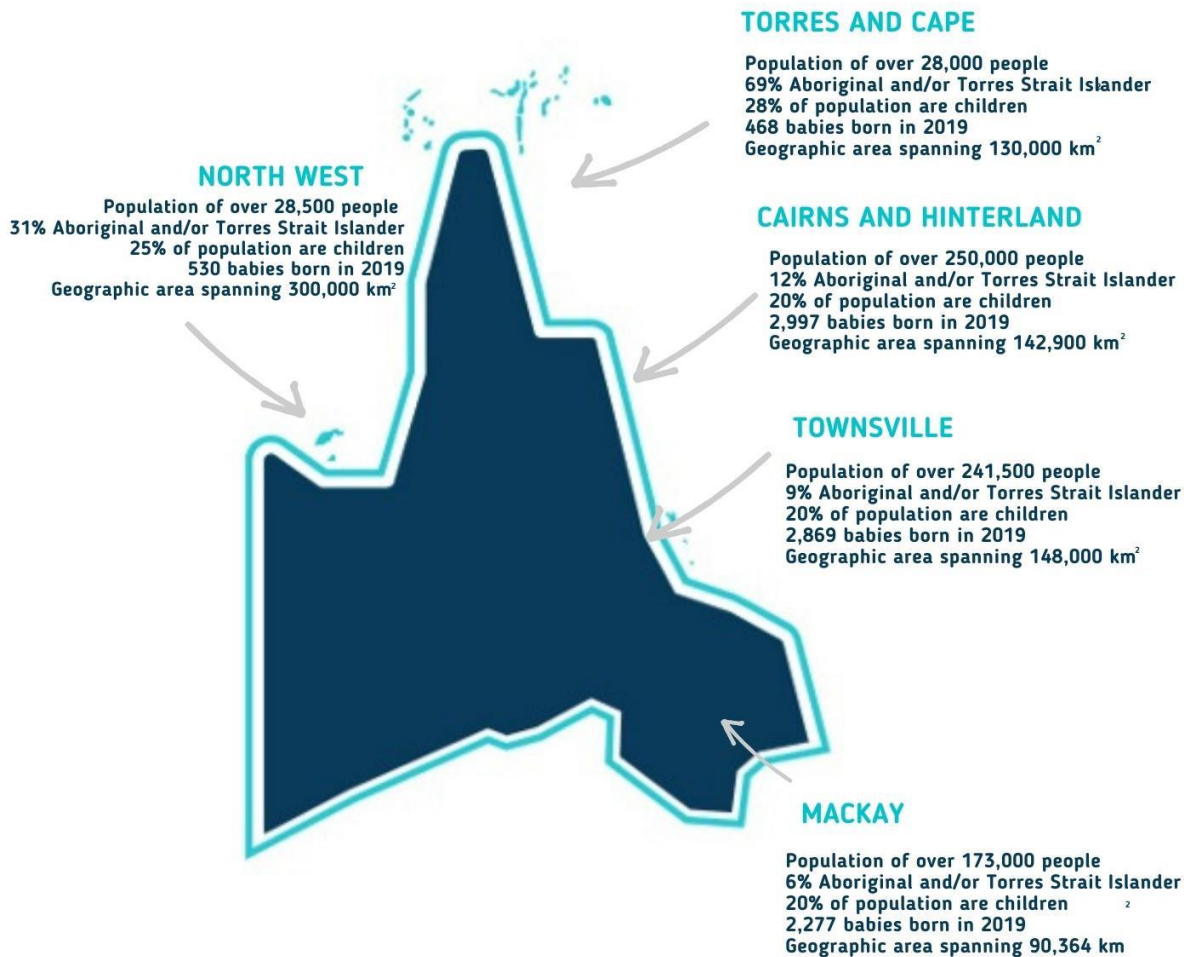 TORRES AND CAPE
Population of over 28,000 people
69% Aboriginal and/or Torres Strait Islander
28% of population are children
468 babies born in 2019
Geographic area spanning 130,000 km²
NORTH WEST
Population of over 28,500 people
31% Aboriginal and/or Torres Strait Islander
25% of population are children
530 babies born in 2019
Geographic area spanning 300,000 km²
CAIRNS AND HINTERLAND
Population of over 250,000 people
12% Aboriginal and/or Torres Strait Islander
20% of population are children
2,997 babies born in 2019
Geographic area spanning 142,900 km²
TOWNSVILLE
Population of over 241,500 people
9% Aboriginal and/or Torres Strait Islander
20% of population are children
2,869 babies born in 2019
Geographic area spanning 148,000 km²
MACKAY
Population of over 173,000 people
6% Aboriginal and/or Torres Strait Islander
20% of population are children ²
2,277 babies born in 2019
Geographic area spanning 90,364 km